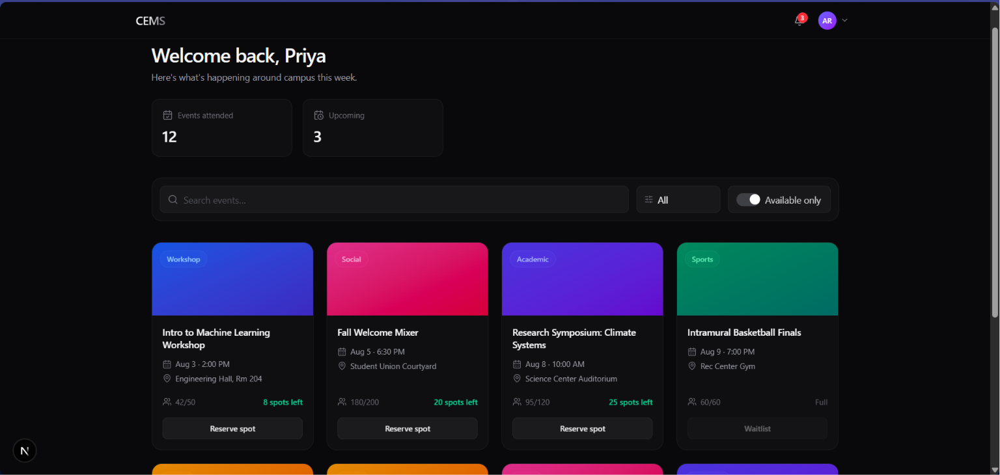 CEMS
3
AR
Welcome back, Priya
Here's what's happening around campus this week.
Events attended
12
Upcoming
3
Search events...
All
Available only
Workshop
Intro to Machine Learning
Workshop
Aug 3 · 2:00 PM
Engineering Hall, Rm 204
42/50
8 spots left
Reserve spot
Social
Fall Welcome Mixer
Aug 5 · 6:30 PM
Student Union Courtyard
180/200
20 spots left
Reserve spot
Academic
Research Symposium: Climate
Systems
Aug 8 · 10:00 AM
Science Center Auditorium
95/120
25 spots left
Reserve spot
Sports
Intramural Basketball Finals
Aug 9 · 7:00 PM
Rec Center Gym
60/60
Full
Waitlist
N